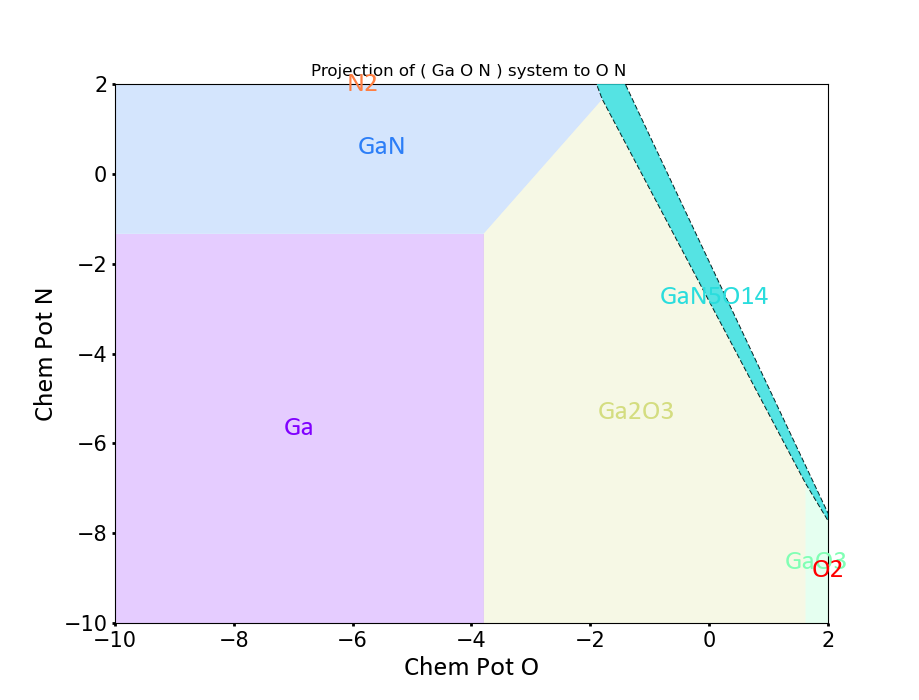 Projection of ( Ga O N ) system to O N
N2
GaN
GaN5O14
Ga2O3
Ga
GaO3
O2
2
0
−2
−4
−6
−8
−10
Chem Pot N
−10
−8
−6
−4
−2
0
2
Chem Pot O